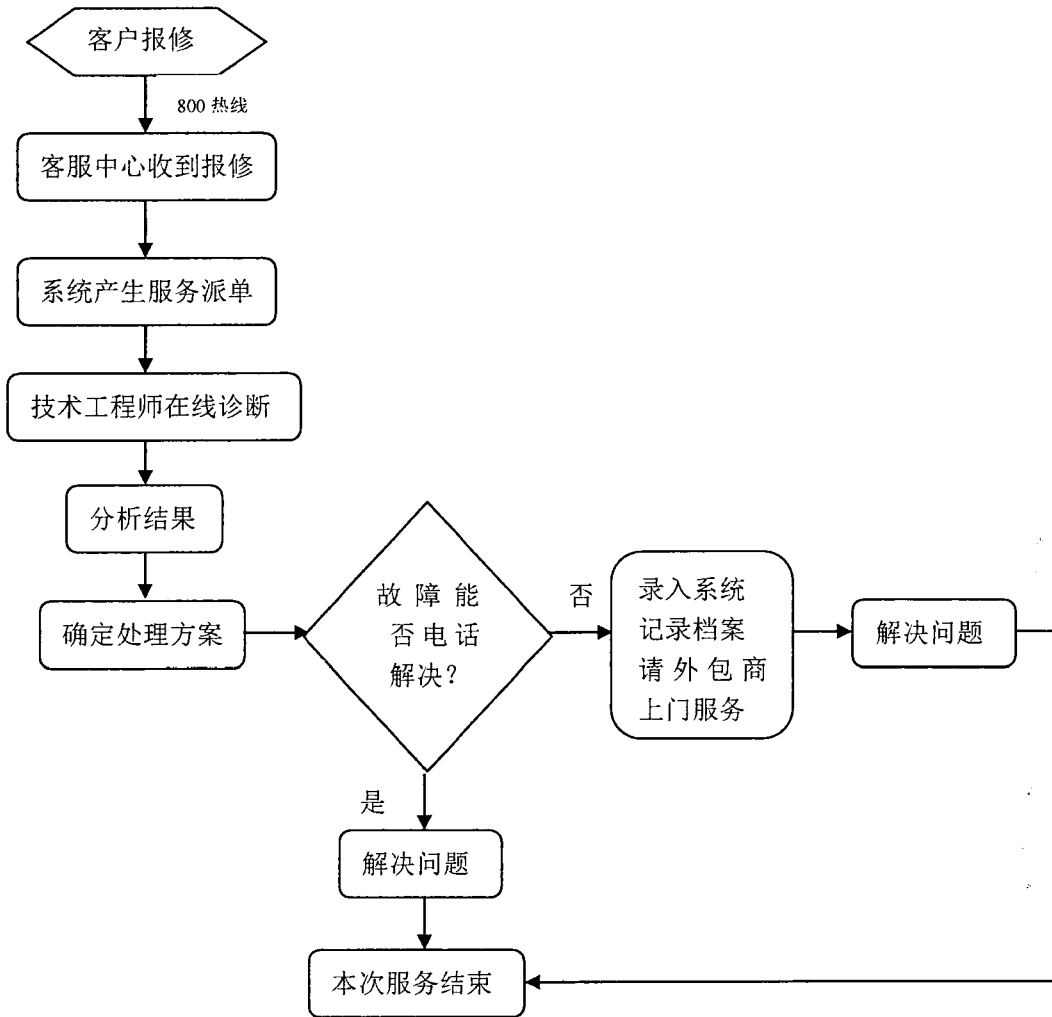 客户报修
800 热线
客服中心收到报修
系统产生服务派单
技术工程师在线诊断
分析结果
确定处理方案
故障能
否电话
解决？
否
录入系统
记录档案
请外包商
上门服务
解决问题
是
解决问题
本次服务结束